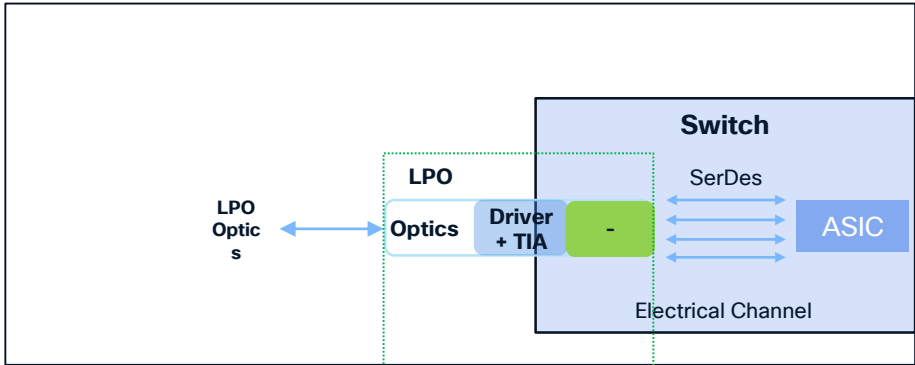 Switch
LPO
SerDes
LPO
Optic
s
Optics
Driver
+ TIA
-
ASIC
Electrical Channel